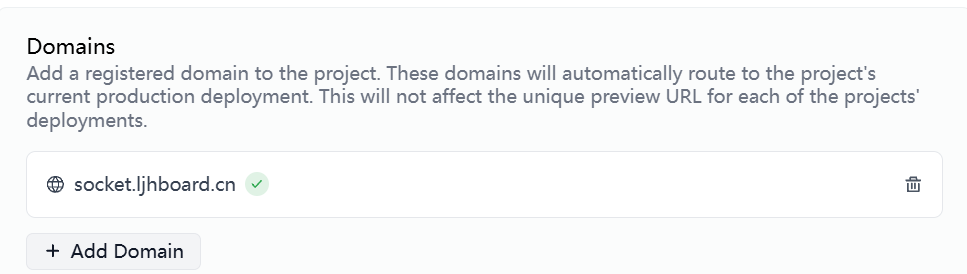 Domains
Add a registered domain to the project. These domains will automatically route to the project's
current production deployment. This will not affect the unique preview URL for each of the projects'
deployments.
socket.ljhboard.cn
+ Add Domain